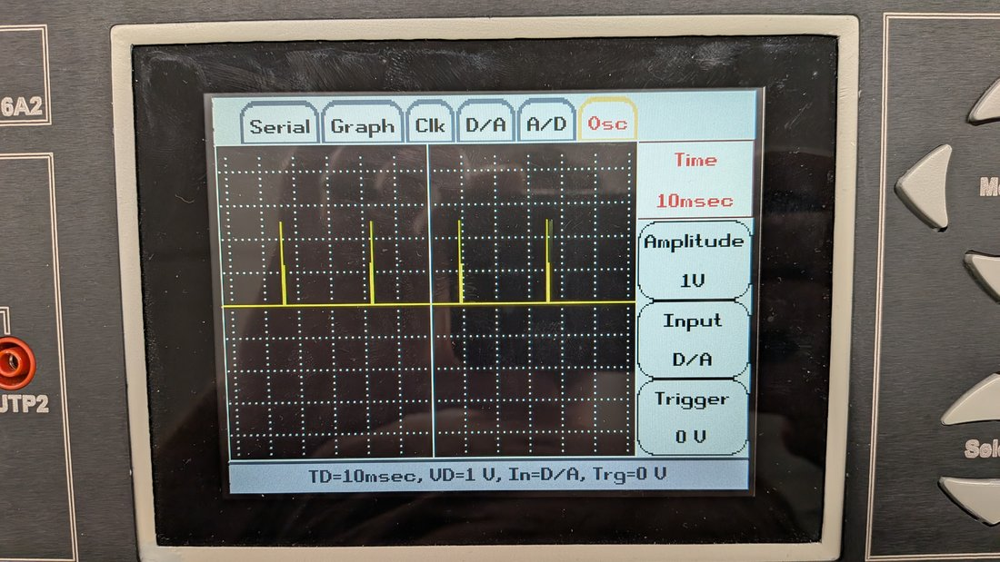 6A2
Serial Graph Clk D/A A/D Osc
Time
10msec
Amplitude
1V
Input
D/A
Trigger
0 V
TD=10msec, VD=1 V, In=D/A, Trg=0 V